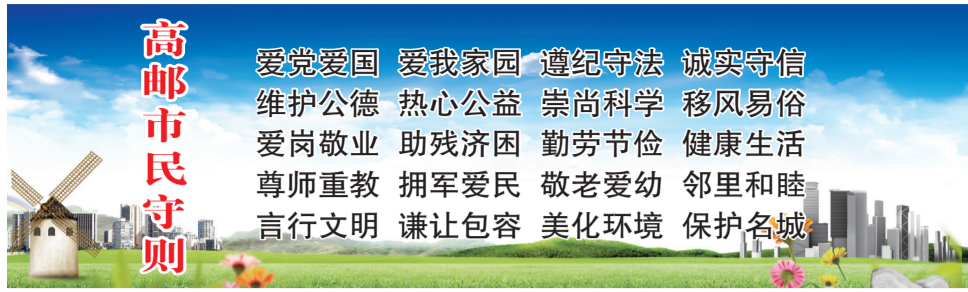 高邮市民守则
爱党爱国 爱我家园 遵纪守法 诚实守信
维护公德 热心公益 崇尚科学 移风易俗
爱岗敬业 助残济困 勤劳节俭 健康生活
尊师重教 拥军爱民 敬老爱幼 邻里和睦
言行文明 谦让包容 美化环境 保护名城